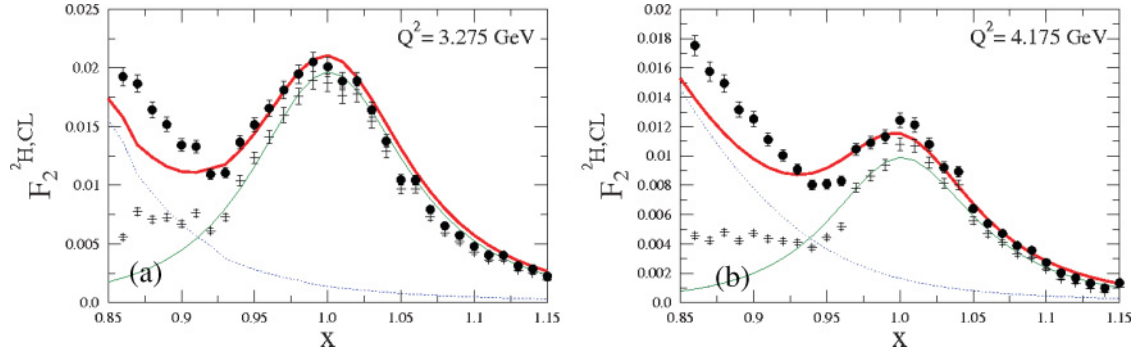 0.025
0.02
0.015
0.01
0.005
0.0
0.85 0.9 0.95 1.0 1.05 1.1 1.15
x
F₂ ²H,CL
Q² = 3.275 GeV
(a)
0.02
0.018
0.016
0.014
0.012
0.01
0.008
0.006
0.004
0.002
0.0
0.85 0.9 0.95 1.0 1.05 1.1 1.15
x
F₂ ²H,CL
Q² = 4.175 GeV
(b)